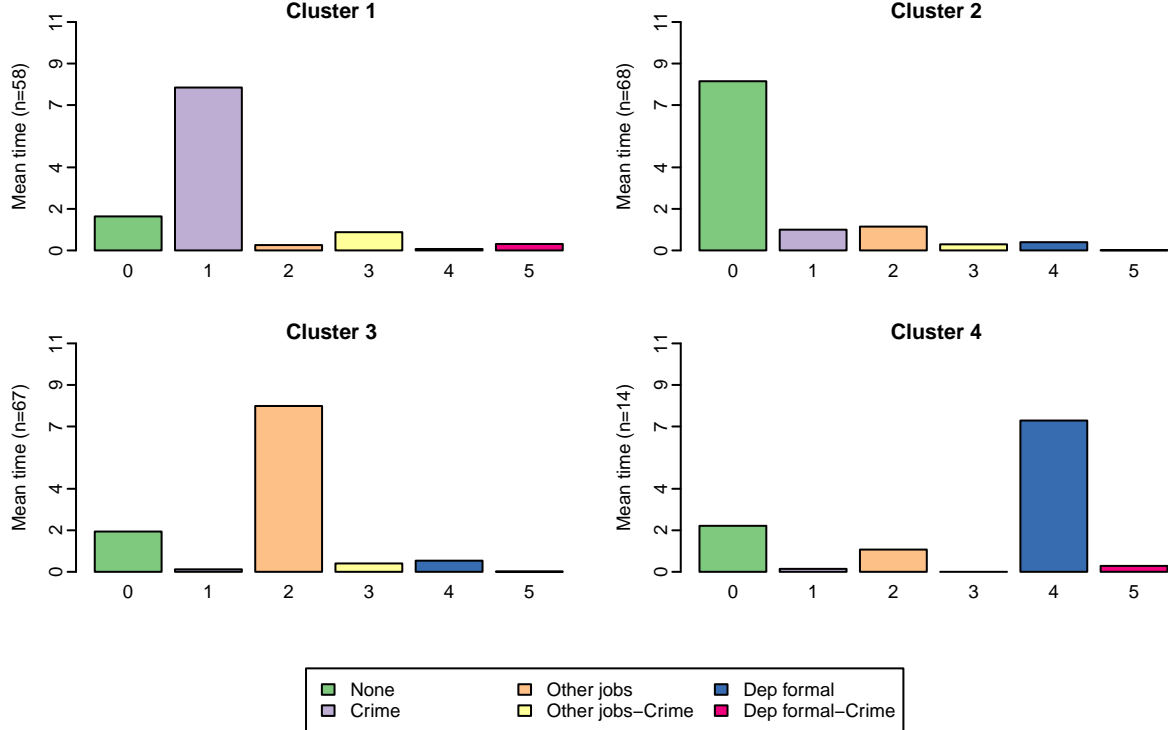 Cluster 1
Mean time (n=58)
11
9
7
4
2
0
0 1 2 3 4 5
Cluster 2
Mean time (n=68)
11
9
7
4
2
0
0 1 2 3 4 5
Cluster 3
Mean time (n=67)
11
9
7
4
2
0
0 1 2 3 4 5
Cluster 4
Mean time (n=14)
11
9
7
4
2
0
0 1 2 3 4 5
None Other jobs Dep formal
Crime Other jobs−Crime Dep formal−Crime